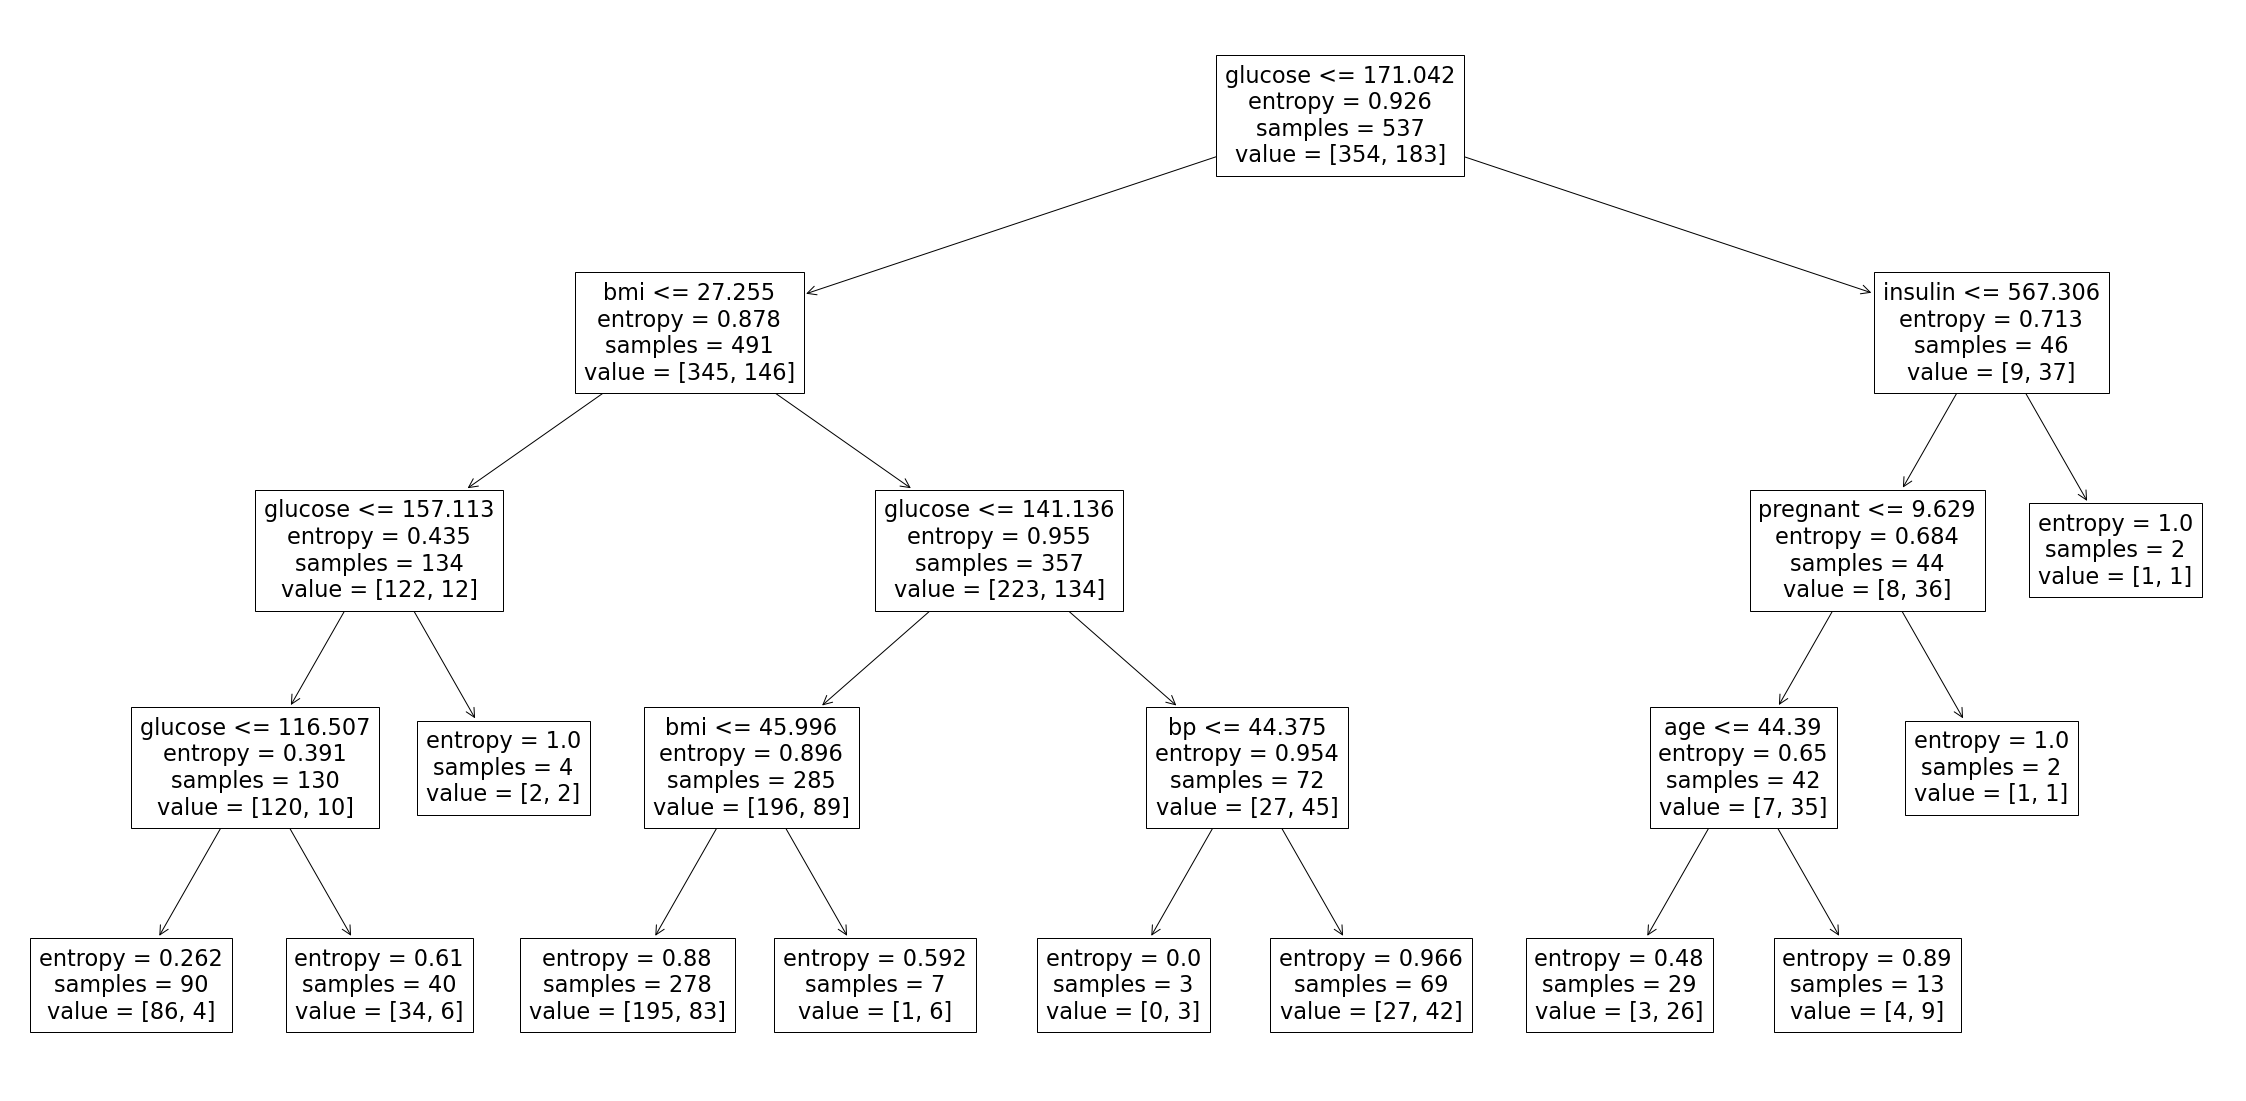 glucose <= 171.042
entropy = 0.926
samples = 537
value = [354, 183]
bmi <= 27.255
entropy = 0.878
samples = 491
value = [345, 146]
insulin <= 567.306
entropy = 0.713
samples = 46
value = [9, 37]
glucose <= 157.113
entropy = 0.435
samples = 134
value = [122, 12]
glucose <= 141.136
entropy = 0.955
samples = 357
value = [223, 134]
pregnant <= 9.629
entropy = 0.684
samples = 44
value = [8, 36]
entropy = 1.0
samples = 2
value = [1, 1]
glucose <= 116.507
entropy = 0.391
samples = 130
value = [120, 10]
entropy = 1.0
samples = 4
value = [2, 2]
bmi <= 45.996
entropy = 0.896
samples = 285
value = [196, 89]
bp <= 44.375
entropy = 0.954
samples = 72
value = [27, 45]
age <= 44.39
entropy = 0.65
samples = 42
value = [7, 35]
entropy = 1.0
samples = 2
value = [1, 1]
entropy = 0.262
samples = 90
value = [86, 4]
entropy = 0.61
samples = 40
value = [34, 6]
entropy = 0.88
samples = 278
value = [195, 83]
entropy = 0.592
samples = 7
value = [1, 6]
entropy = 0.0
samples = 3
value = [0, 3]
entropy = 0.966
samples = 69
value = [27, 42]
entropy = 0.48
samples = 29
value = [3, 26]
entropy = 0.89
samples = 13
value = [4, 9]